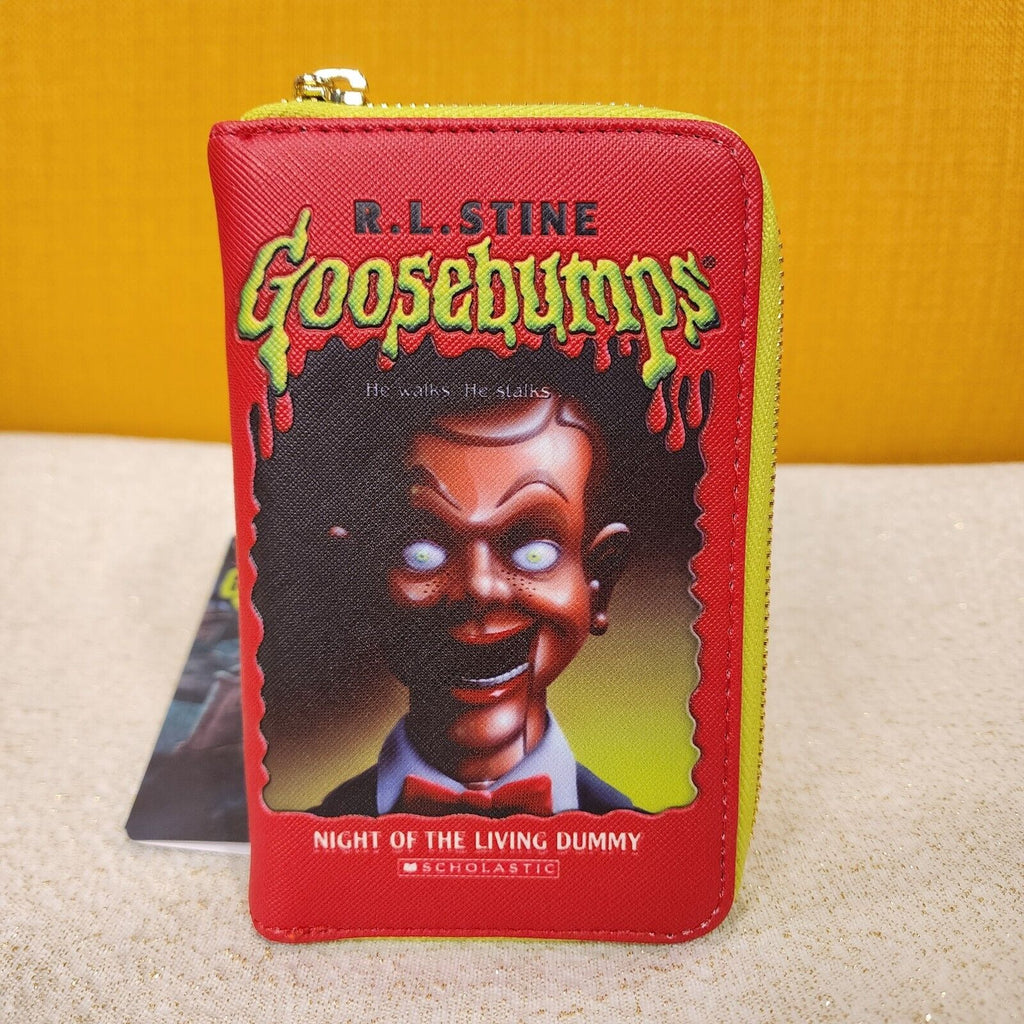 R.L.STINE
Goosebumps®
He walks. He stalks.
NIGHT OF THE LIVING DUMMY
SCHOLASTIC